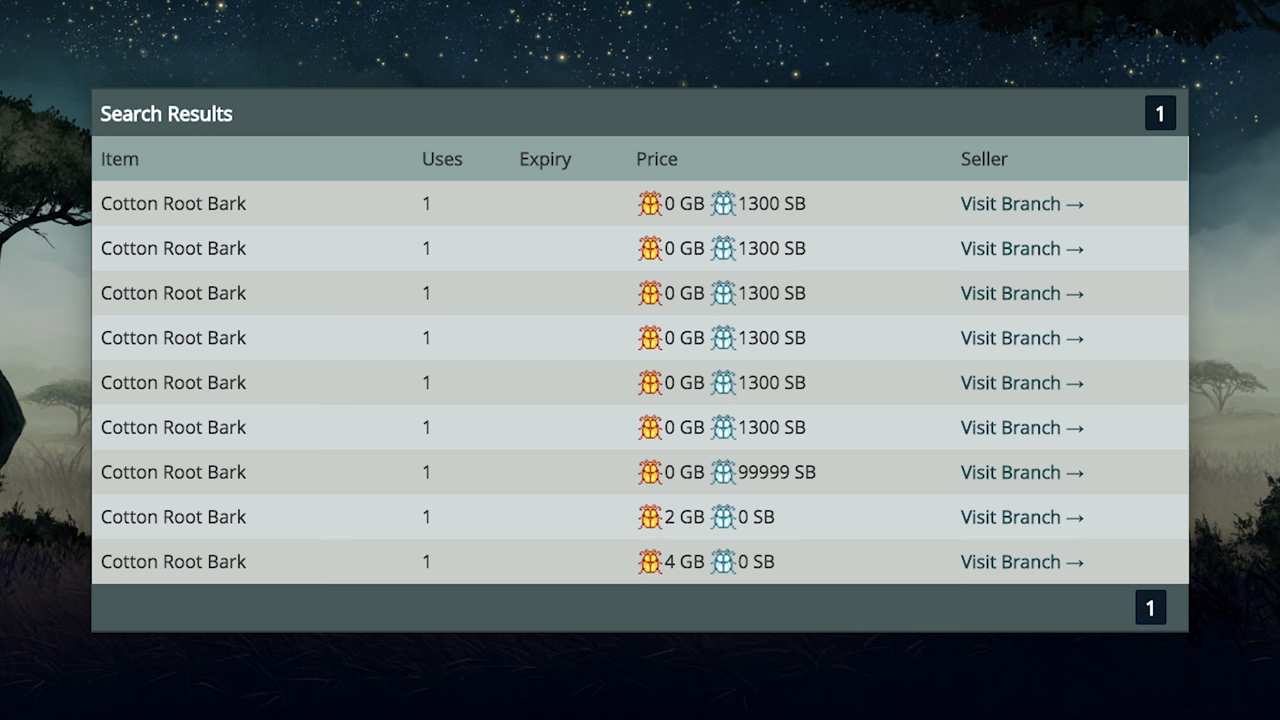 Search Results 1
Item Uses Expiry Price Seller
Cotton Root Bark 1 0 GB 1300 SB Visit Branch →
Cotton Root Bark 1 0 GB 1300 SB Visit Branch →
Cotton Root Bark 1 0 GB 1300 SB Visit Branch →
Cotton Root Bark 1 0 GB 1300 SB Visit Branch →
Cotton Root Bark 1 0 GB 1300 SB Visit Branch →
Cotton Root Bark 1 0 GB 1300 SB Visit Branch →
Cotton Root Bark 1 0 GB 99999 SB Visit Branch →
Cotton Root Bark 1 2 GB 0 SB Visit Branch →
Cotton Root Bark 1 4 GB 0 SB Visit Branch →
1